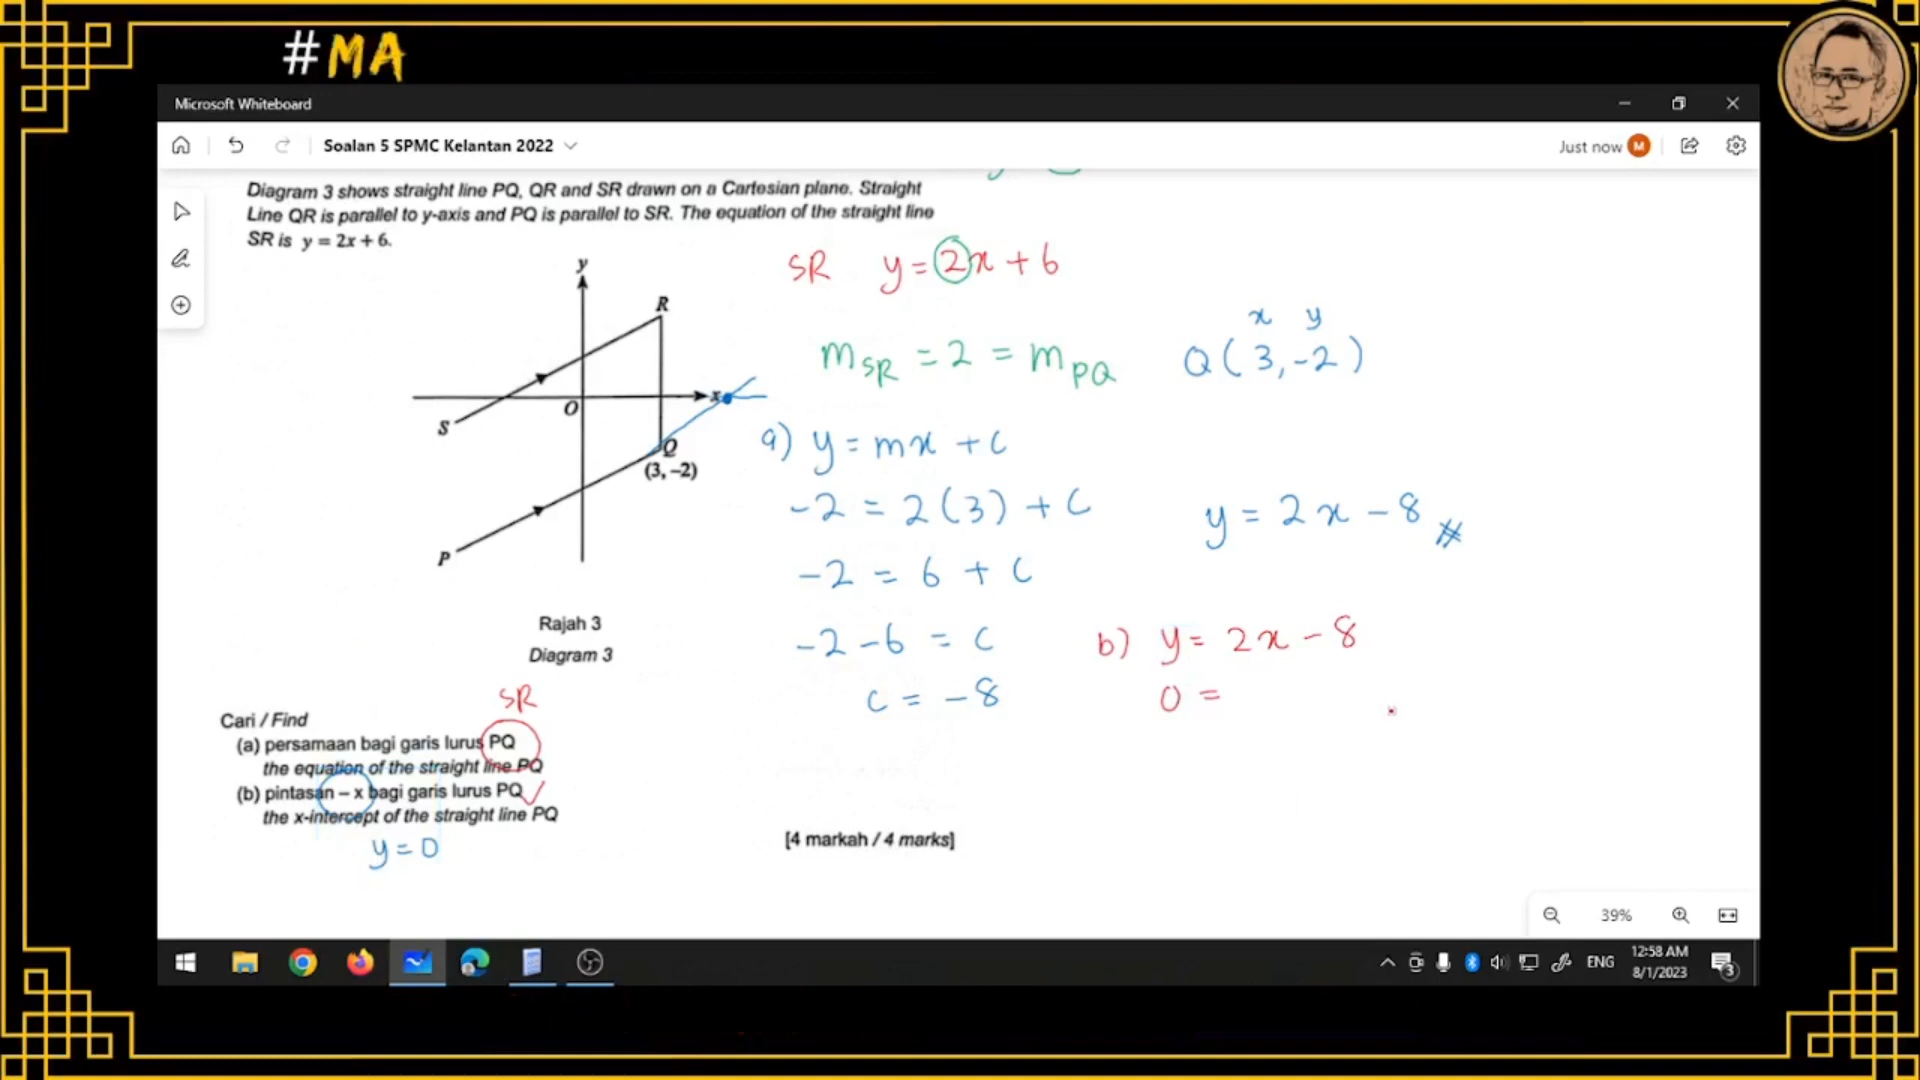 #MA
Microsoft Whiteboard
Soalan 5 SPMC Kelantan 2022
Just now M
Diagram 3 shows straight line PQ, QR and SR drawn on a Cartesian plane. Straight
Line QR is parallel to y-axis and PQ is parallel to SR. The equation of the straight line
SR is y = 2x + 6.
SR y = 2x + 6
y
R
x y
m SR = 2 = m PQ
Q(3, -2)
x
O
S
Q
(3, –2)
P
a) y = mx + c
-2 = 2(3) + c
y = 2x - 8 #
-2 = 6 + c
Rajah 3
Diagram 3
-2 - 6 = c
c = -8
b) y = 2x - 8
0 =
SR
Cari / Find
(a) persamaan bagi garis lurus PQ
the equation of the straight line PQ
(b) pintasan – x bagi garis lurus PQ
the x-intercept of the straight line PQ
y = 0
[4 markah / 4 marks]
39%
ENG
12:58 AM
8/1/2023
3